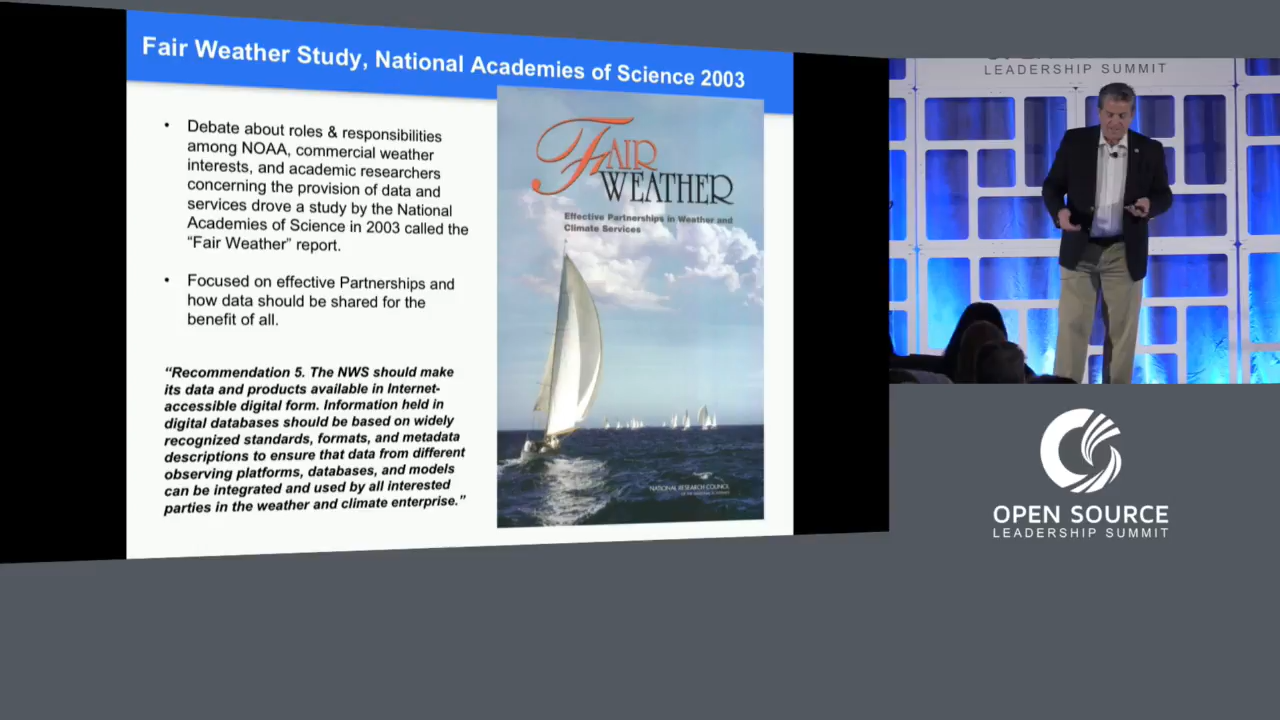 Fair Weather Study, National Academies of Science 2003
• Debate about roles & responsibilities
among NOAA, commercial weather
interests, and academic researchers
concerning the provision of data and
services drove a study by the National
Academies of Science in 2003 called the
“Fair Weather” report.
• Focused on effective Partnerships and
how data should be shared for the
benefit of all.
“Recommendation 5. The NWS should make
its data and products available in Internet-
accessible digital form. Information held in
digital databases should be based on widely
recognized standards, formats, and metadata
descriptions to ensure that data from different
observing platforms, databases, and models
can be integrated and used by all interested
parties in the weather and climate enterprise.”
FAIR
WEATHER
Effective Partnerships in Weather and
Climate Services
NATIONAL RESEARCH COUNCIL
LEADERSHIP SUMMIT
OPEN SOURCE
LEADERSHIP SUMMIT